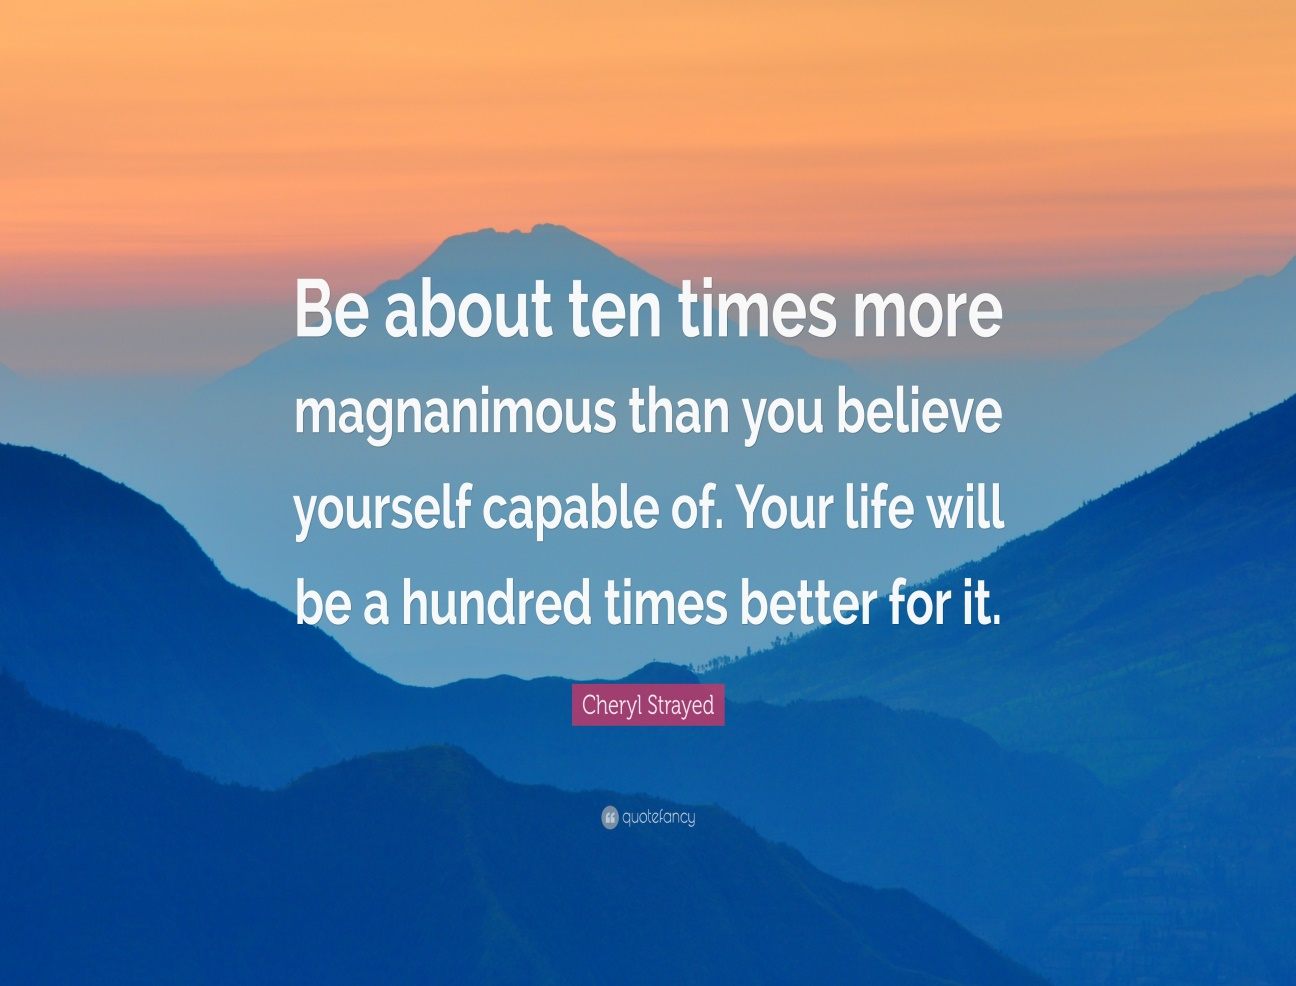 Be about ten times more
magnanimous than you believe
yourself capable of. Your life will
be a hundred times better for it.
Cheryl Strayed
quotefancy